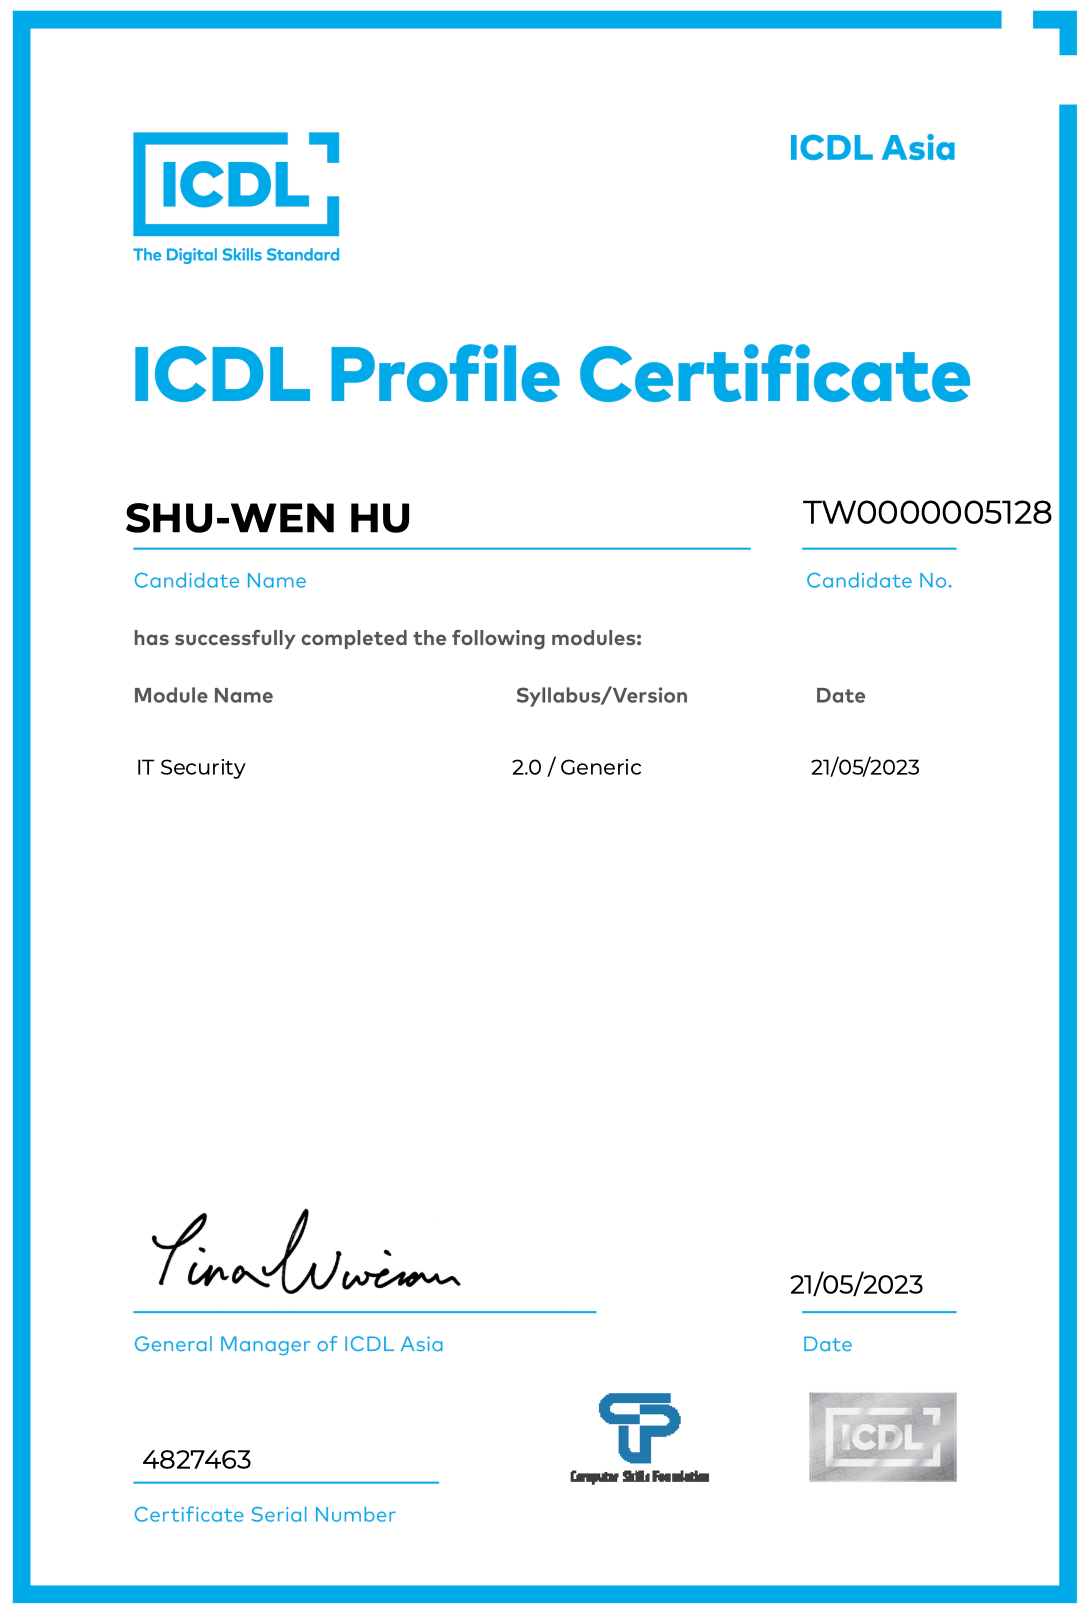 ICDL
The Digital Skills Standard
ICDL Asia
ICDL Profile Certificate
SHU-WEN HU
TW0000005128
Candidate Name
Candidate No.
has successfully completed the following modules:
Module Name Syllabus/Version Date
IT Security 2.0 / Generic 21/05/2023
21/05/2023
General Manager of ICDL Asia
Date
Computer Skills Foundation
ICDL
4827463
Certificate Serial Number